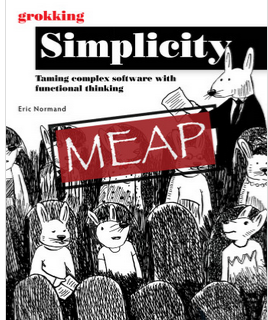 grokking
Simplicity
Taming complex software with
functional thinking
Eric Normand
MEAP